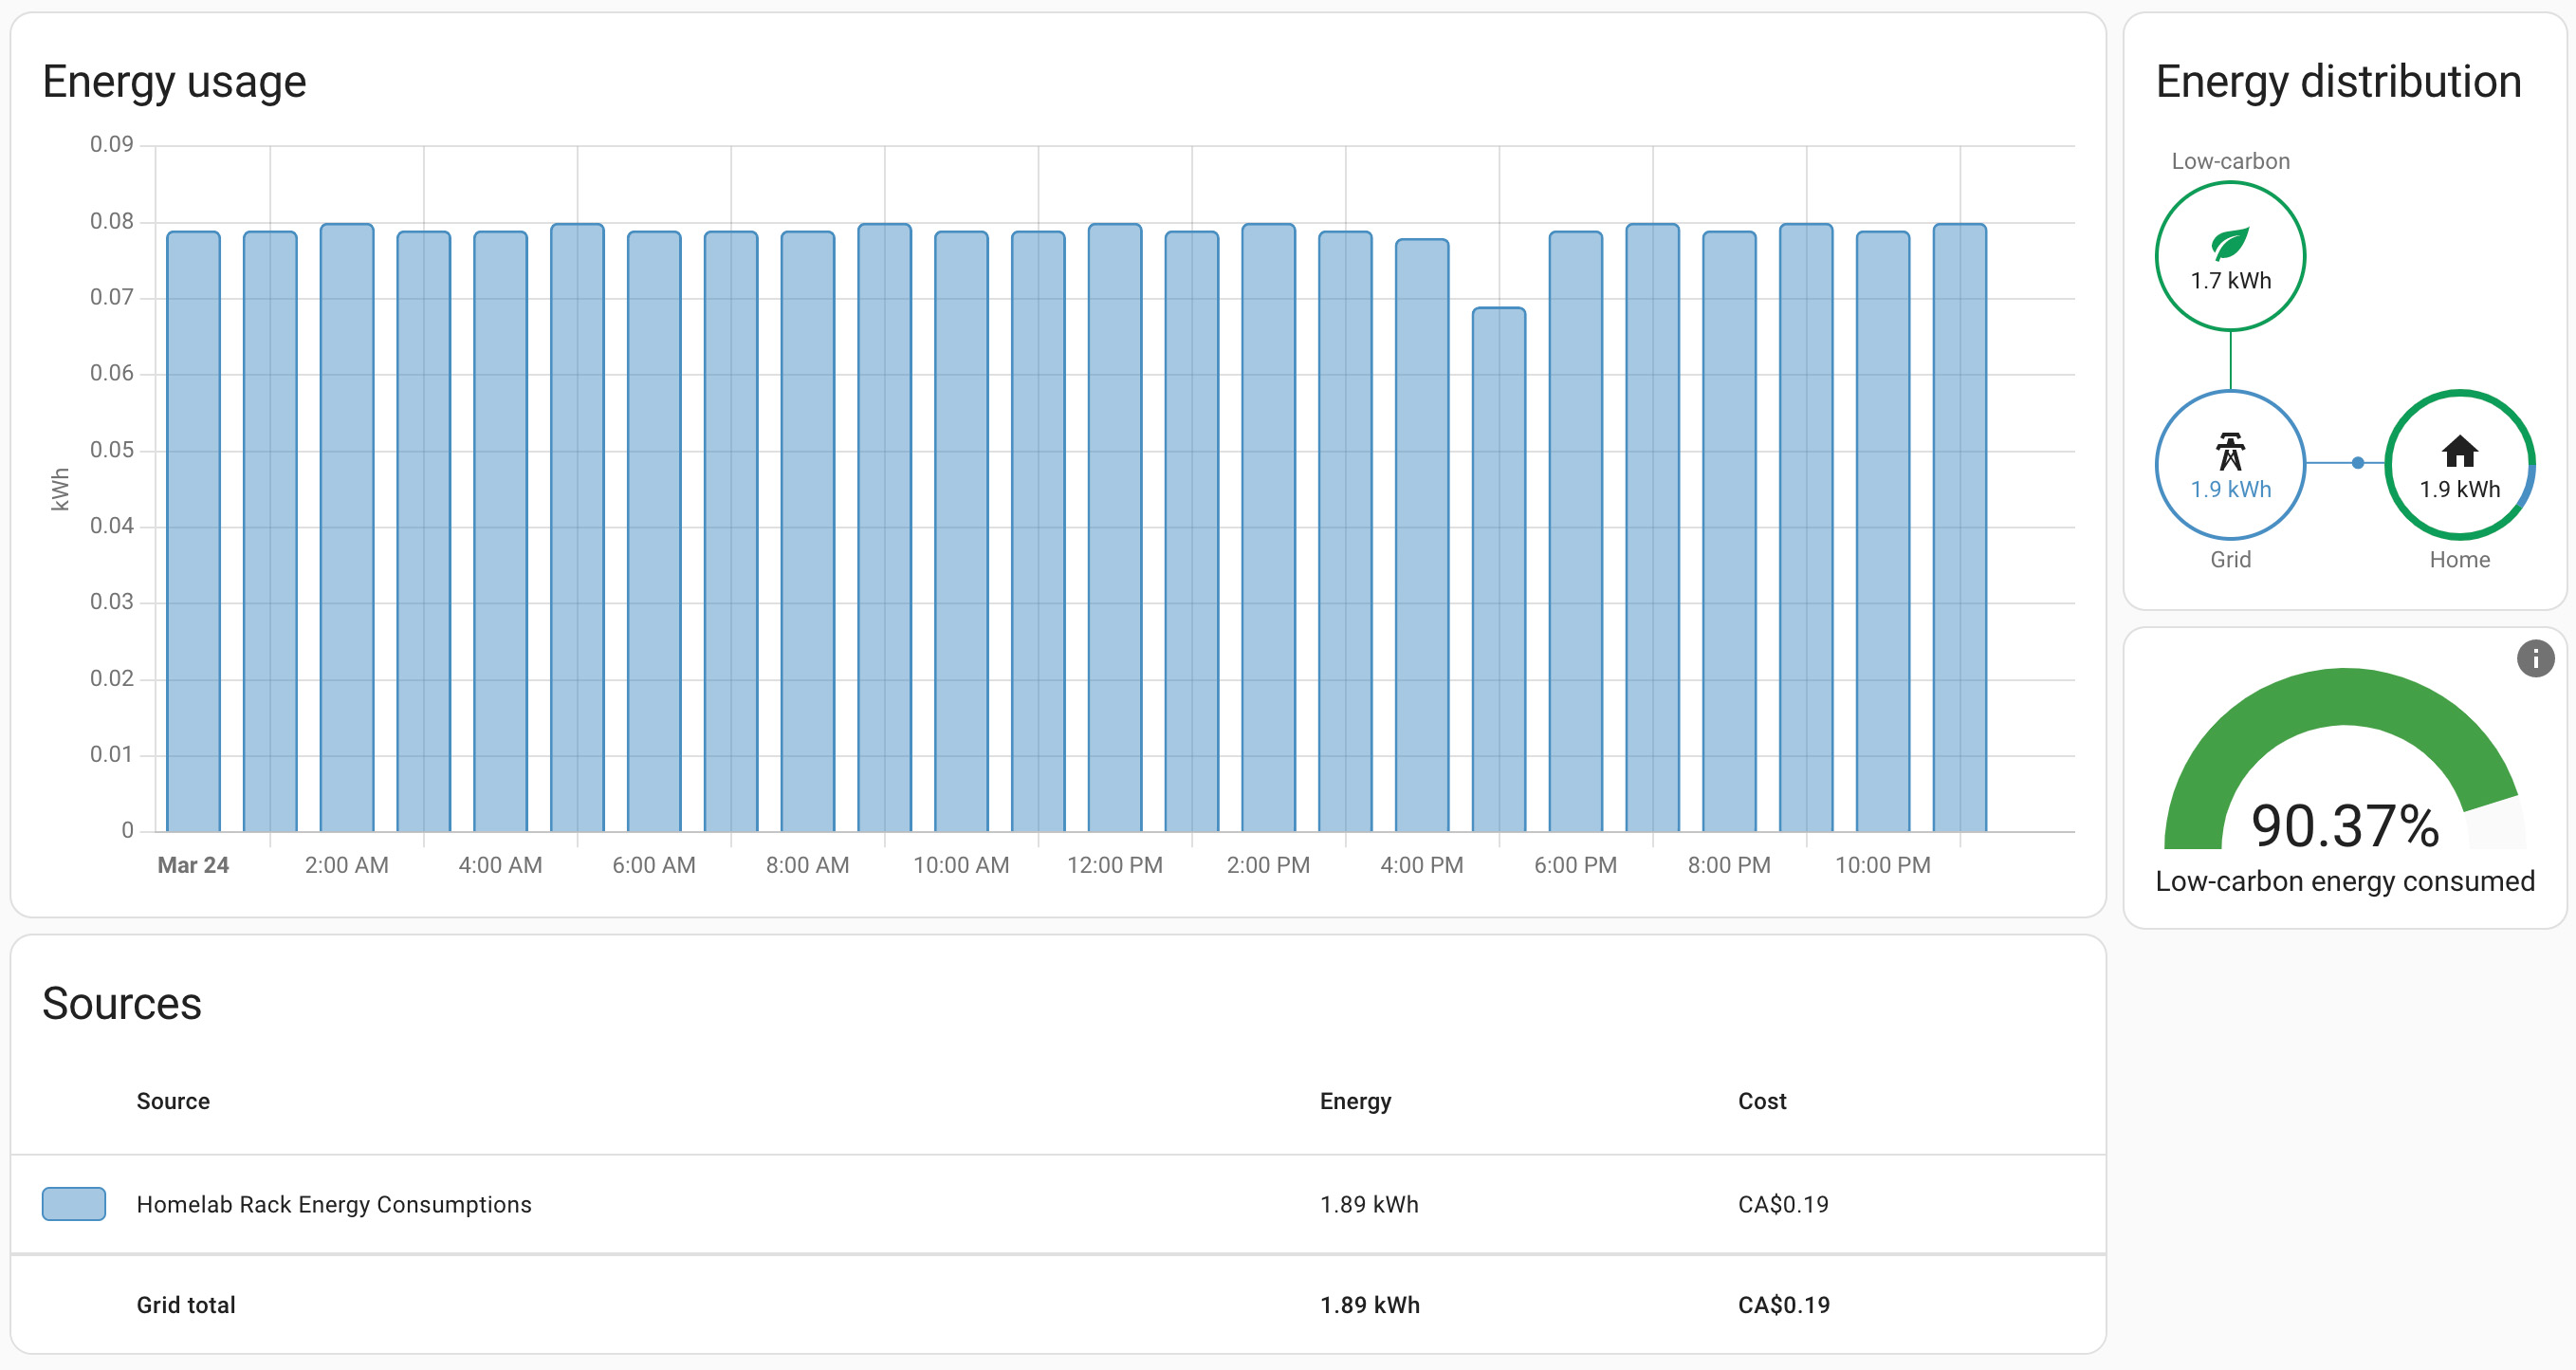 Energy usage
0.09
0.08
0.07
0.06
0.05
0.04
0.03
0.02
0.01
0
kWh
Mar 24 2:00 AM 4:00 AM 6:00 AM 8:00 AM 10:00 AM 12:00 PM 2:00 PM 4:00 PM 6:00 PM 8:00 PM 10:00 PM
Energy distribution
Low-carbon
1.7 kWh
1.9 kWh 1.9 kWh
Grid Home
90.37%
Low-carbon energy consumed
Sources
Source Energy Cost
Homelab Rack Energy Consumptions 1.89 kWh CA$0.19
Grid total 1.89 kWh CA$0.19